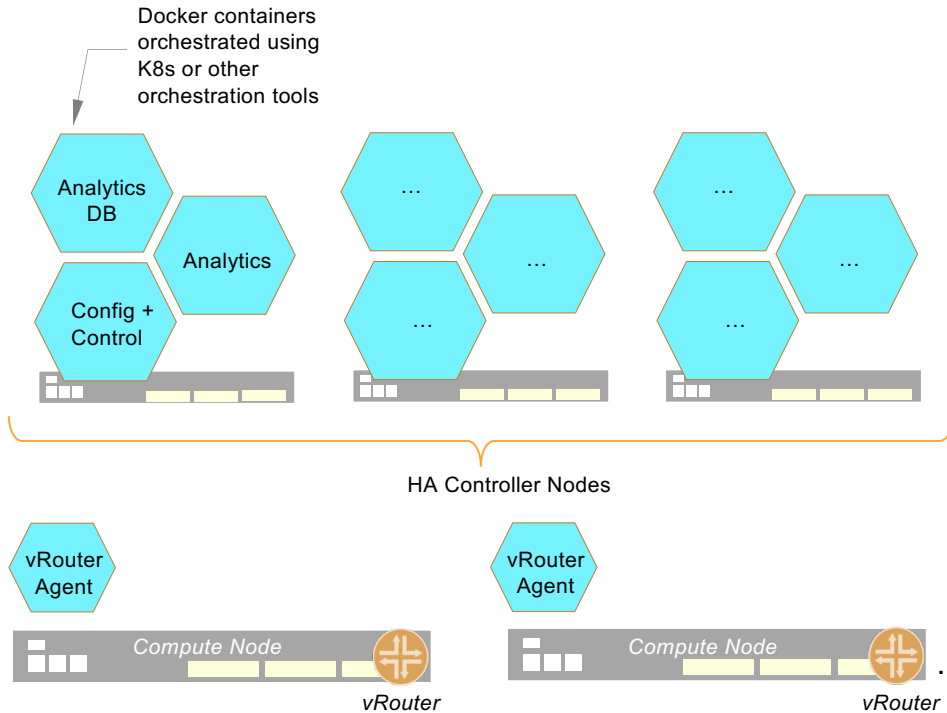 Docker containers
orchestrated using
K8s or other
orchestration tools
Analytics
DB
Analytics
Config +
Control
...
...
...
...
...
...
HA Controller Nodes
vRouter
Agent
Compute Node
vRouter
vRouter
Agent
Compute Node
vRouter
.